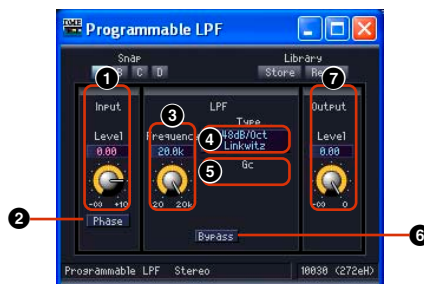 DME
Programmable LPF
Snap
B C D
Library
Store Re
1
7
Input
LPF
Output
3
Type
Level
Frequency
4
48dB/Oct
Linkwitz
Level
0.00
20.0k
5
Gc
0.00
-∞ +10
20 20k
-∞ 0
2
Phase
Bypass
6
Programmable LPF Stereo
10030 (272eH)